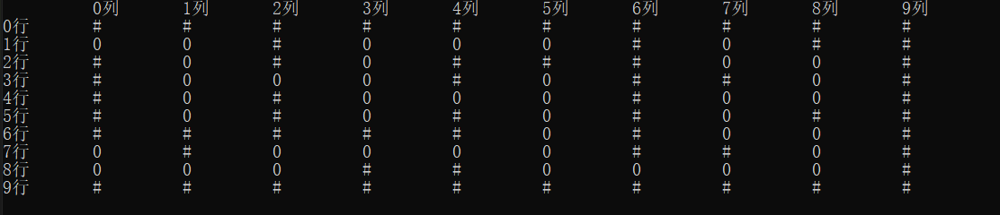 0列 1列 2列 3列 4列 5列 6列 7列 8列 9列
0行 # # # # # # # # # #
1行 0 0 # 0 0 0 # 0 # #
2行 # 0 # 0 # # # 0 0 #
3行 # 0 0 0 # 0 # # 0 #
4行 # 0 # 0 0 0 # 0 0 #
5行 # 0 # 0 # 0 # 0 # #
6行 # # # # # 0 # 0 0 #
7行 0 # 0 0 0 0 # # 0 #
8行 0 0 0 # # 0 0 0 0 #
9行 # # # # # # # # # #